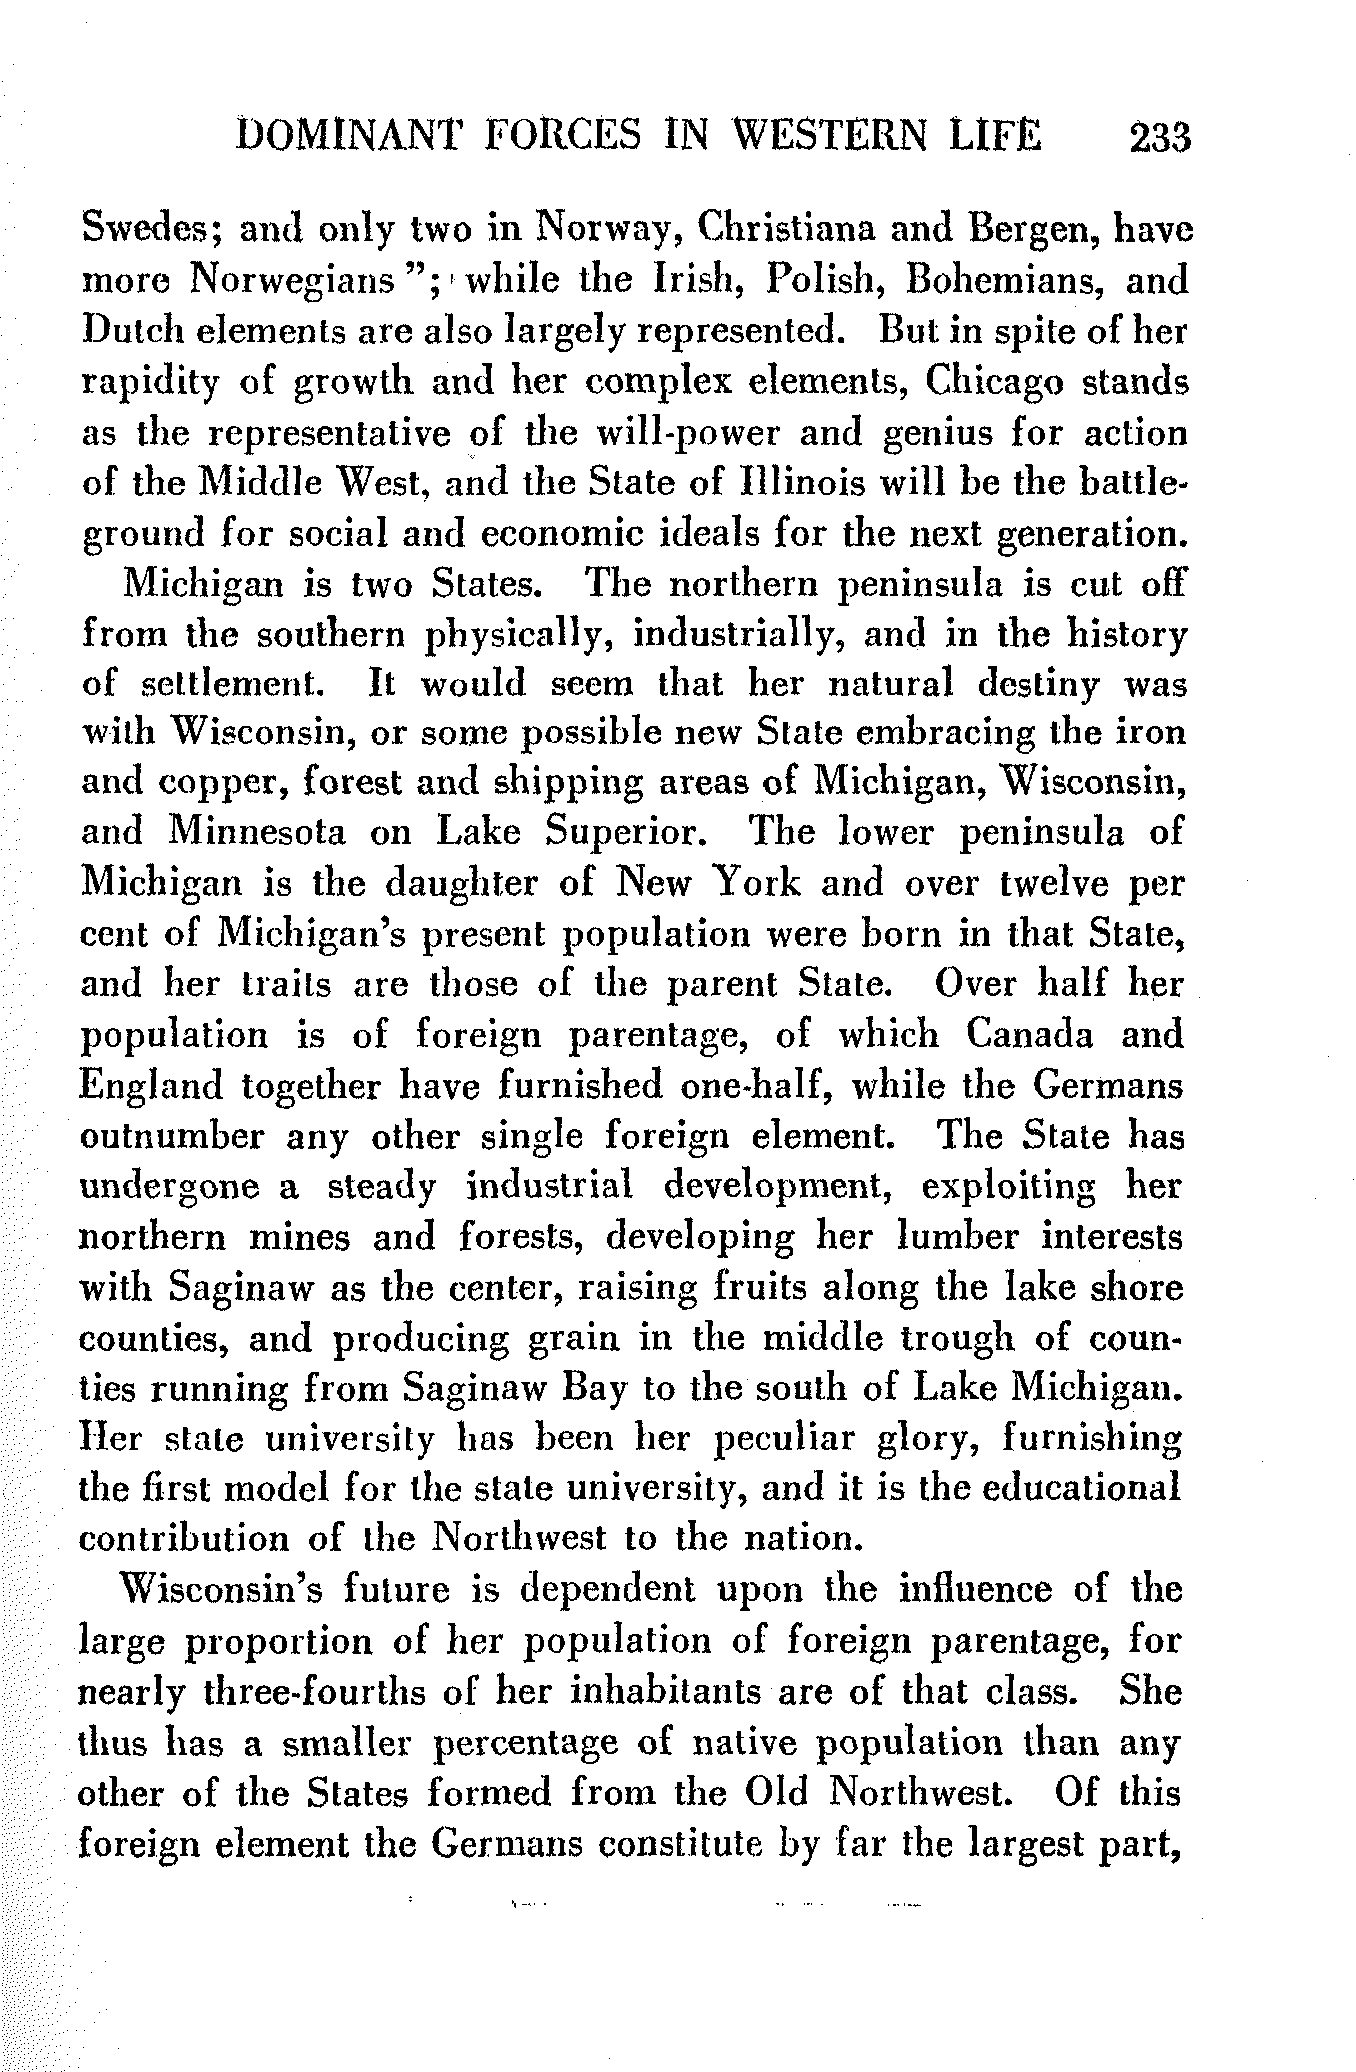 DOMINANT FORCES IN WESTERN LIFE 233
Swedes; and only two in Norway, Christiana and Bergen, have
more Norwegians "; while the Irish, Polish, Bohemians, and
Dutch elements are also largely represented. But in spite of her
rapidity of growth and her complex elements, Chicago stands
as the representative of the will-power and genius for action
of the Middle West, and the State of Illinois will be the battle-
ground for social and economic ideals for the next generation.
Michigan is two States. The northern peninsula is cut off
from the southern physically, industrially, and in the history
of settlement. It would seem that her natural destiny was
with Wisconsin, or some possible new State embracing the iron
and copper, forest and shipping areas of Michigan, Wisconsin,
and Minnesota on Lake Superior. The lower peninsula of
Michigan is the daughter of New York and over twelve per
cent of Michigan's present population were born in that State,
and her traits are those of the parent State. Over half her
population is of foreign parentage, of which Canada and
England together have furnished one-half, while the Germans
outnumber any other single foreign element. The State has
undergone a steady industrial development, exploiting her
northern mines and forests, developing her lumber interests
with Saginaw as the center, raising fruits along the lake shore
counties, and producing grain in the middle trough of coun-
ties running from Saginaw Bay to the south of Lake Michigan.
Her state university has been her peculiar glory, furnishing
the first model for the state university, and it is the educational
contribution of the Northwest to the nation.
Wisconsin's future is dependent upon the influence of the
large proportion of her population of foreign parentage, for
nearly three-fourths of her inhabitants are of that class. She
thus has a smaller percentage of native population than any
other of the States formed from the Old Northwest. Of this
foreign element the Germans constitute by far the largest part,